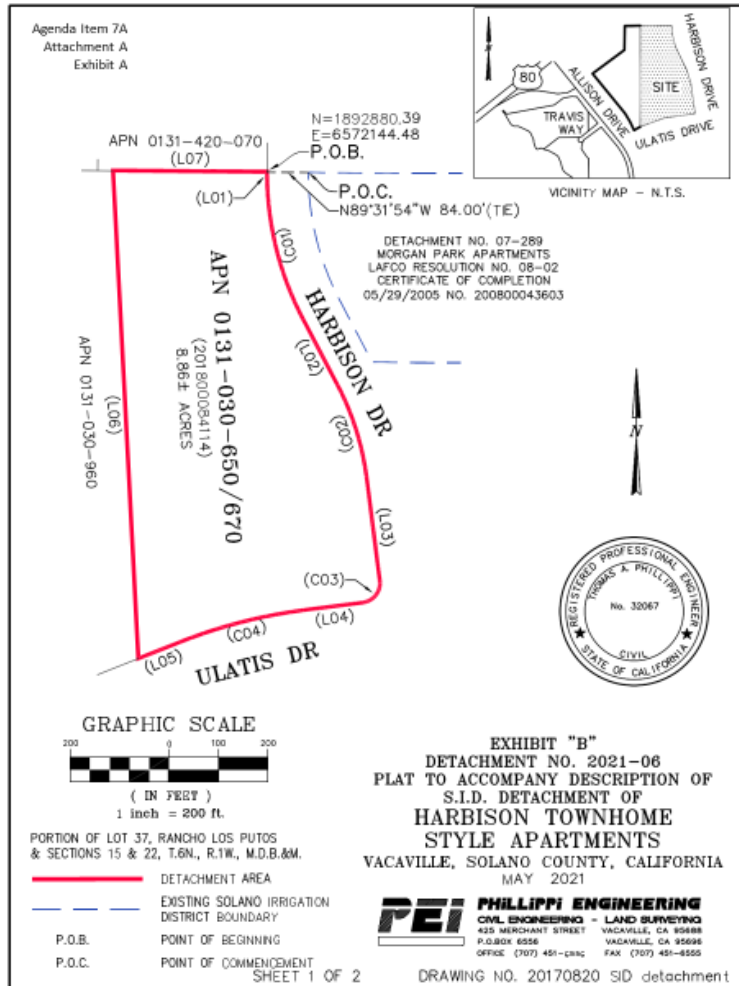 Agenda Item 7A
Attachment A
Exhibit A
N=1892880.39
E=6572144.48
APN 0131-420-070
(L07)
P.O.B.
(L01)
P.O.C.
N89°31'54"W 84.00'(TIE)
80
ALLISON DRIVE
TRAVIS
WAY
SITE
HARBISON DRIVE
ULATIS DRIVE
VICINITY MAP - N.T.S.
DETACHMENT NO. 07-289
MORGAN PARK APARTMENTS
LAFCO RESOLUTION NO. 08-02
CERTIFICATE OF COMPLETION
05/29/2005 NO. 200800043603
(C01)
HARBISON DR
(L02)
(C02)
(L03)
APN 0131-030-650/670
(201800084114)
8.86± ACRES
(L06)
APN 0131-030-960
(C03)
(L04)
(C04)
(L05)
ULATIS DR
N
REGISTERED PROFESSIONAL ENGINEER
THOMAS A. PHILLIPPI
No. 32067
CIVIL
STATE OF CALIFORNIA
GRAPHIC SCALE
200 0 100 200
( IN FEET )
1 inch = 200 ft.
PORTION OF LOT 37, RANCHO LOS PUTOS
& SECTIONS 15 & 22, T.6N., R.1W., M.D.B.&M.
DETACHMENT AREA
EXISTING SOLANO IRRIGATION
DISTRICT BOUNDARY
P.O.B. POINT OF BEGINNING
P.O.C. POINT OF COMMENCEMENT
SHEET 1 OF 2
EXHIBIT "B"
DETACHMENT NO. 2021-06
PLAT TO ACCOMPANY DESCRIPTION OF
S.I.D. DETACHMENT OF
HARBISON TOWNHOME
STYLE APARTMENTS
VACAVILLE, SOLANO COUNTY, CALIFORNIA
MAY 2021
PEI
PHILLIPPI ENGINEERING
CIVIL ENGINEERING - LAND SURVEYING
425 MERCHANT STREET VACAVILLE, CA 95688
P.O.BOX 6556 VACAVILLE, CA 95696
OFFICE (707) 451- FAX (707) 451-6555
DRAWING NO. 20170820 SID detachment